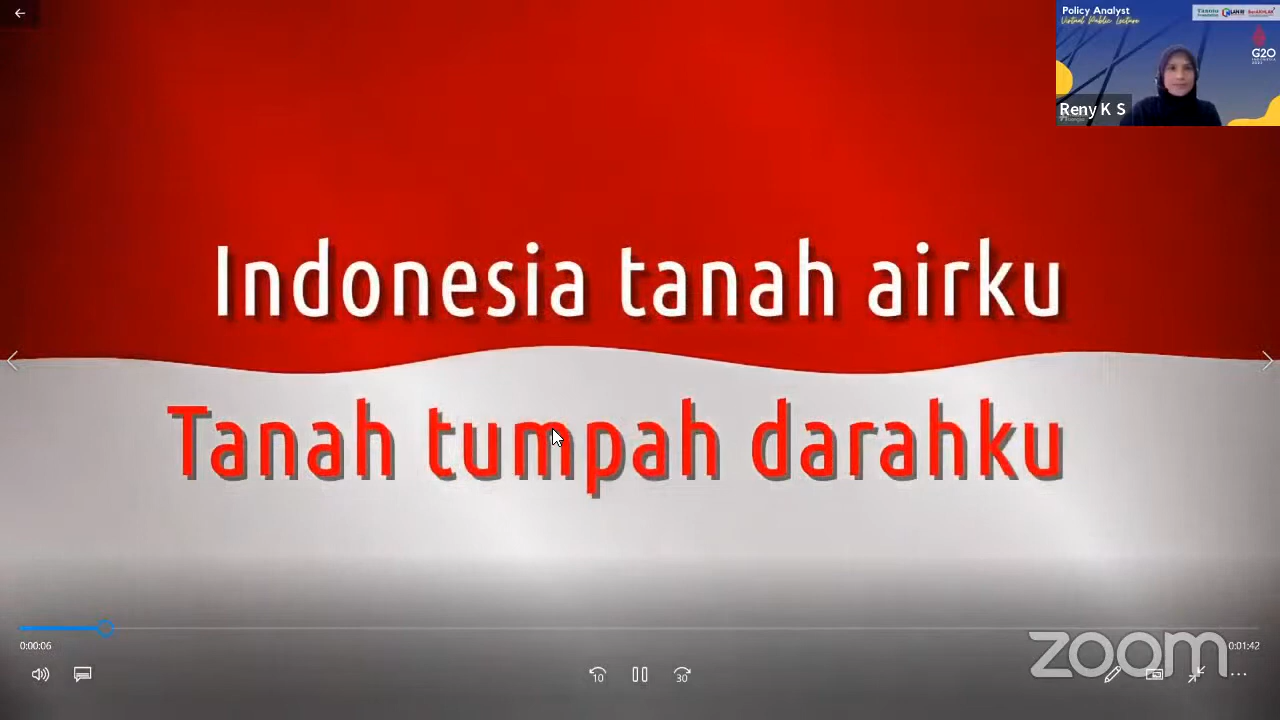 Policy Analyst
Virtual Public Lecture
G20
Reny K S
Indonesia tanah airku
Tanah tumpah darahku
0:00:06
0:01:42
10
30
zoom